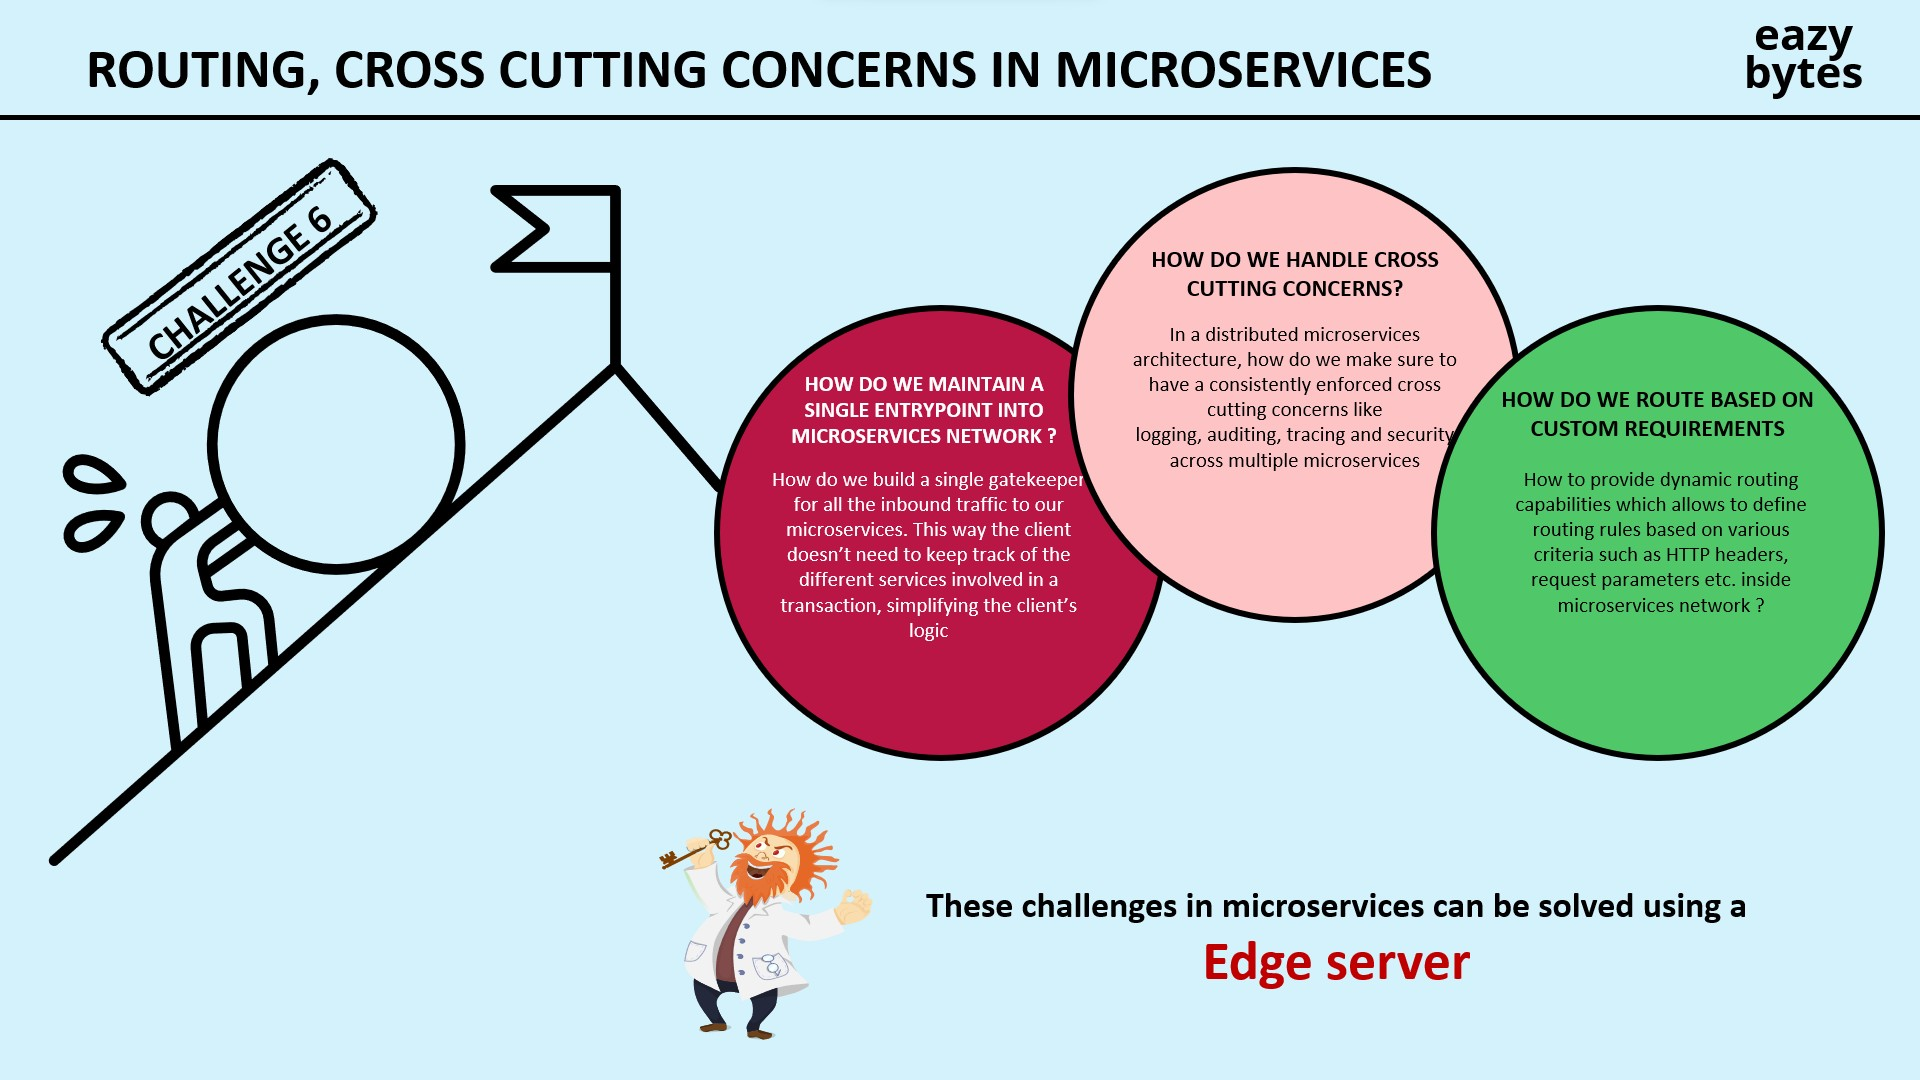 ROUTING, CROSS CUTTING CONCERNS IN MICROSERVICES
eazy
bytes
CHALLENGE 6
HOW DO WE MAINTAIN A
SINGLE ENTRYPOINT INTO
MICROSERVICES NETWORK ?
How do we build a single gatekeeper
for all the inbound traffic to our
microservices. This way the client
doesn’t need to keep track of the
different services involved in a
transaction, simplifying the client’s
logic
HOW DO WE HANDLE CROSS
CUTTING CONCERNS?
In a distributed microservices
architecture, how do we make sure to
have a consistently enforced cross
cutting concerns like
logging, auditing, tracing and security
across multiple microservices
HOW DO WE ROUTE BASED ON
CUSTOM REQUIREMENTS
How to provide dynamic routing
capabilities which allows to define
routing rules based on various
criteria such as HTTP headers,
request parameters etc. inside
microservices network ?
These challenges in microservices can be solved using a
Edge server